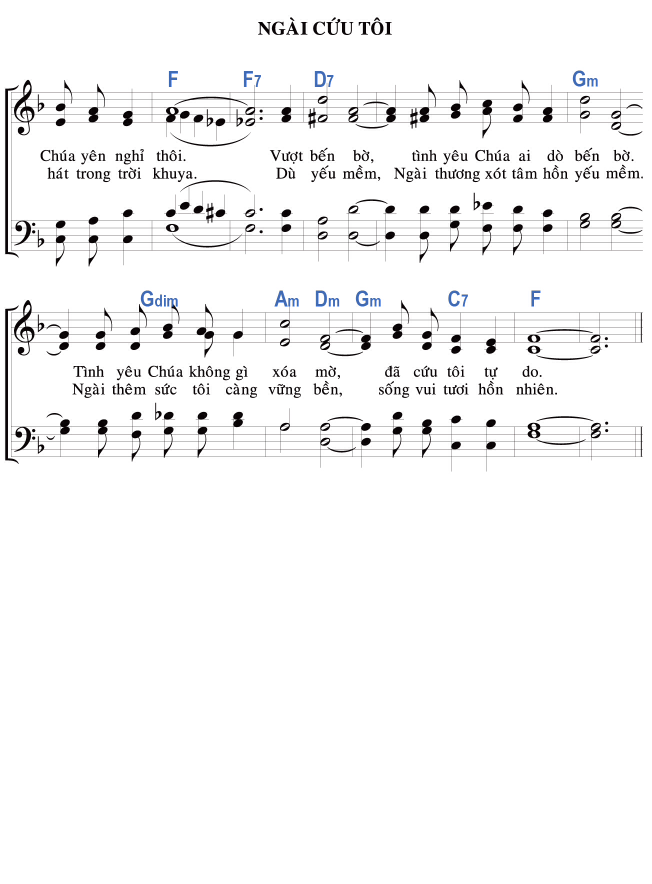 NGÀI CỨU TÔI
F F7 D7 Gm
Chúa yên nghỉ thôi. Vượt bến bờ, tình yêu Chúa ai dò bến bờ.
hát trong trời khuya. Dù yếu mềm, Ngài thương xót tâm hồn yếu mềm.
Gdim Am Dm Gm C7 F
Tình yêu Chúa không gì xóa mờ, đã cứu tôi tự do.
Ngài thêm sức tôi càng vững bền, sống vui tươi hồn nhiên.